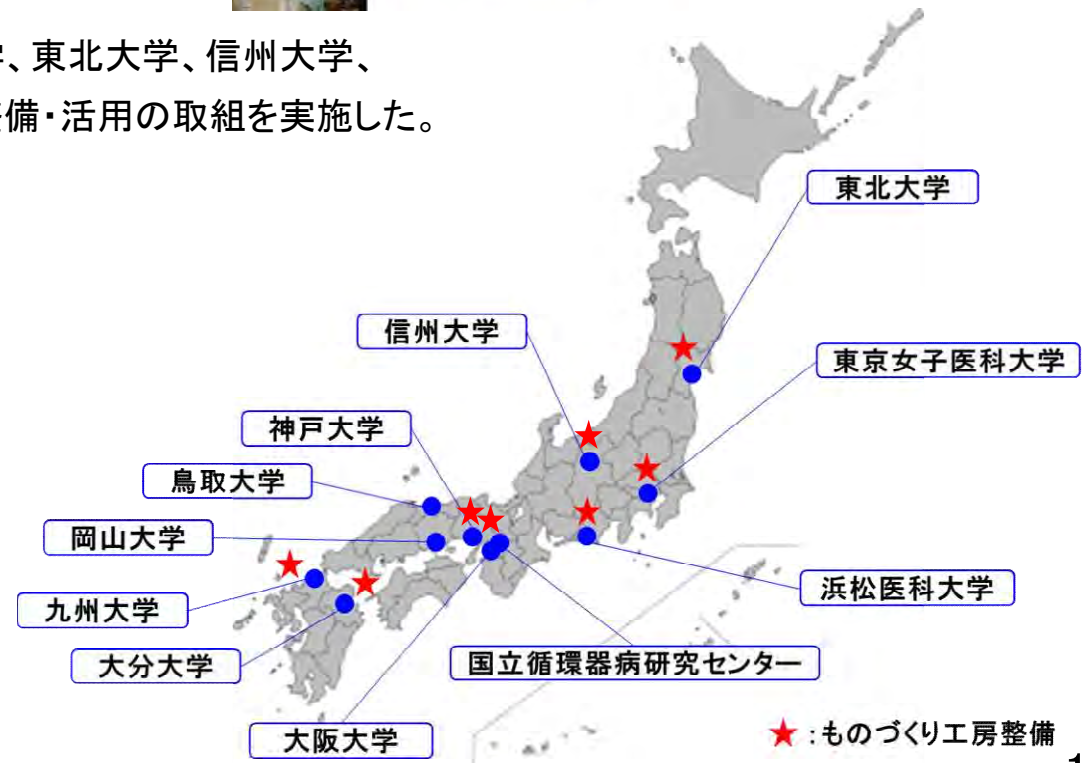 、東北大学、信州大学、
備・活用の取組を実施した。
東北大学
信州大学
東京女子医科大学
神戸大学
鳥取大学
岡山大学
九州大学
浜松医科大学
大分大学
国立循環器病研究センター
大阪大学
★:ものづくり工房整備